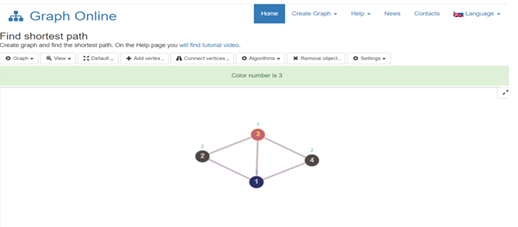 Graph Online
Home Create Graph Help News Contacts Language
Find shortest path
Create graph and find the shortest path. On the Help page you will find tutorial video.
Graph View Default Add vertex Connect vertices Algorithms Remove object Settings
Color number is 3
1
3
2
2
2
4
1